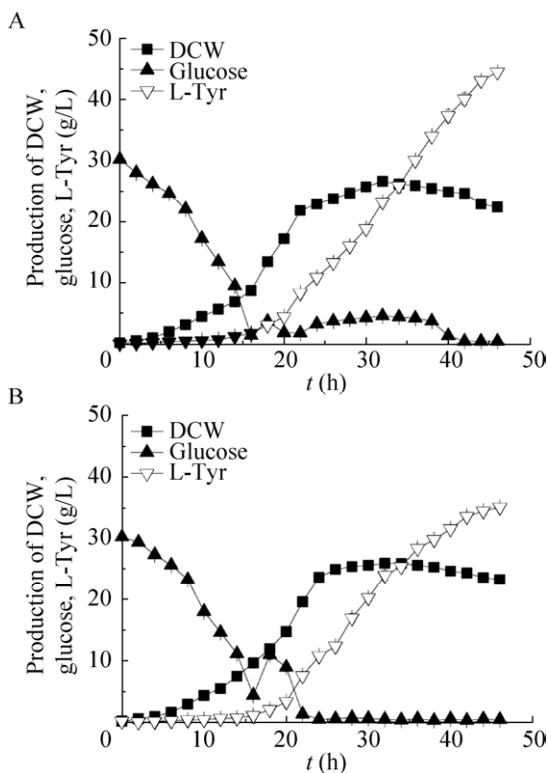 A
50
40
30
20
10
0
DCW
Glucose
L-Tyr
Production of DCW,
glucose, L-Tyr (g/L)
10
20
30
40
50
t (h)
B
50
40
30
20
10
0
DCW
Glucose
L-Tyr
Production of DCW,
glucose, L-Tyr (g/L)
10
20
30
40
50
t (h)